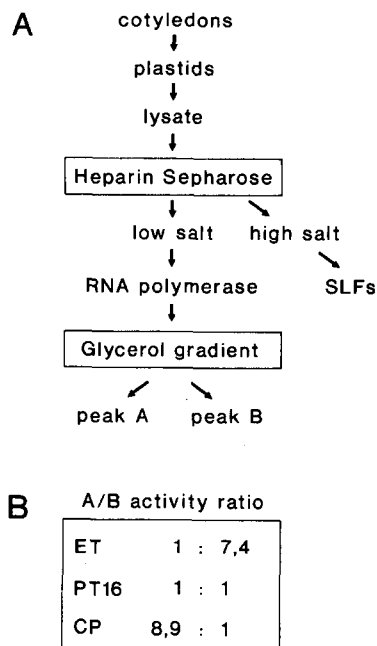 A
cotyledons
plastids
lysate
Heparin Sepharose
low salt high salt
RNA polymerase SLFs
Glycerol gradient
peak A peak B
B
A/B activity ratio
ET 1 : 7,4
PT16 1 : 1
CP 8,9 : 1